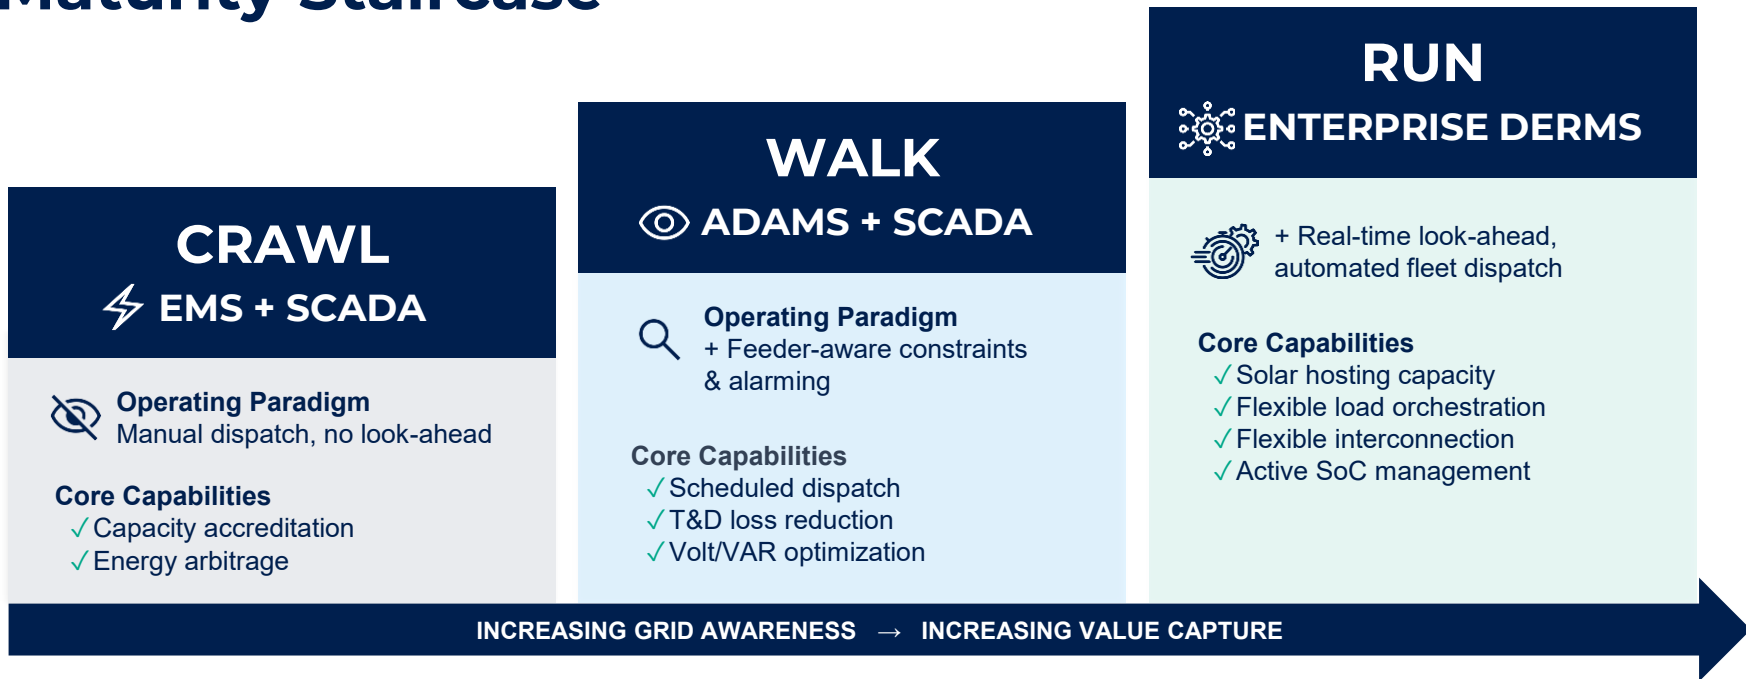 Maturity Staircase
CRAWL
EMS + SCADA
Operating Paradigm
Manual dispatch, no look-ahead
Core Capabilities
✓Capacity accreditation
✓Energy arbitrage
WALK
ADAMS + SCADA
Operating Paradigm
+ Feeder-aware constraints
& alarming
Core Capabilities
✓Scheduled dispatch
✓T&D loss reduction
✓Volt/VAR optimization
RUN
ENTERPRISE DERMS
+ Real-time look-ahead,
automated fleet dispatch
Core Capabilities
✓Solar hosting capacity
✓Flexible load orchestration
✓Flexible interconnection
✓Active SoC management
INCREASING GRID AWARENESS → INCREASING VALUE CAPTURE